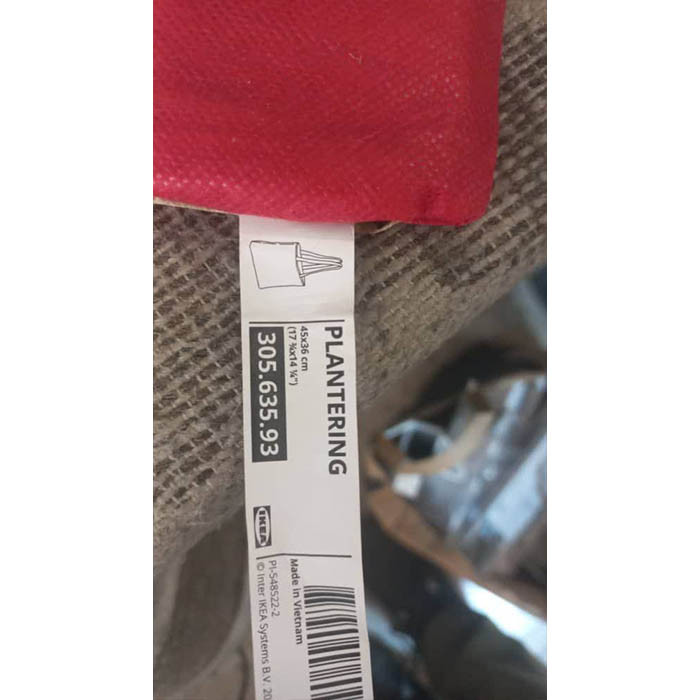 PLANTERING
45x36 cm
(17 ¾x14 ¼")
305.635.93
IKEA
Made in Vietnam
PI-548522-2
© Inter IKEA Systems B.V. 20